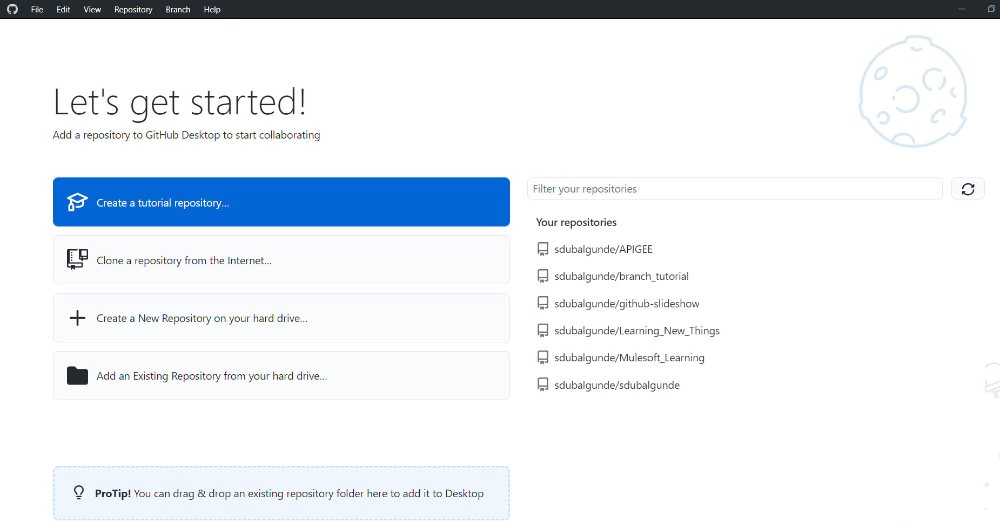 File Edit View Repository Branch Help
Let's get started!
Add a repository to GitHub Desktop to start collaborating
Create a tutorial repository...
Clone a repository from the Internet...
Create a New Repository on your hard drive...
Add an Existing Repository from your hard drive...
ProTip! You can drag & drop an existing repository folder here to add it to Desktop
Filter your repositories
Your repositories
sdubalgunde/APIGEE
sdubalgunde/branch_tutorial
sdubalgunde/github-slideshow
sdubalgunde/Learning_New_Things
sdubalgunde/Mulesoft_Learning
sdubalgunde/sdubalgunde